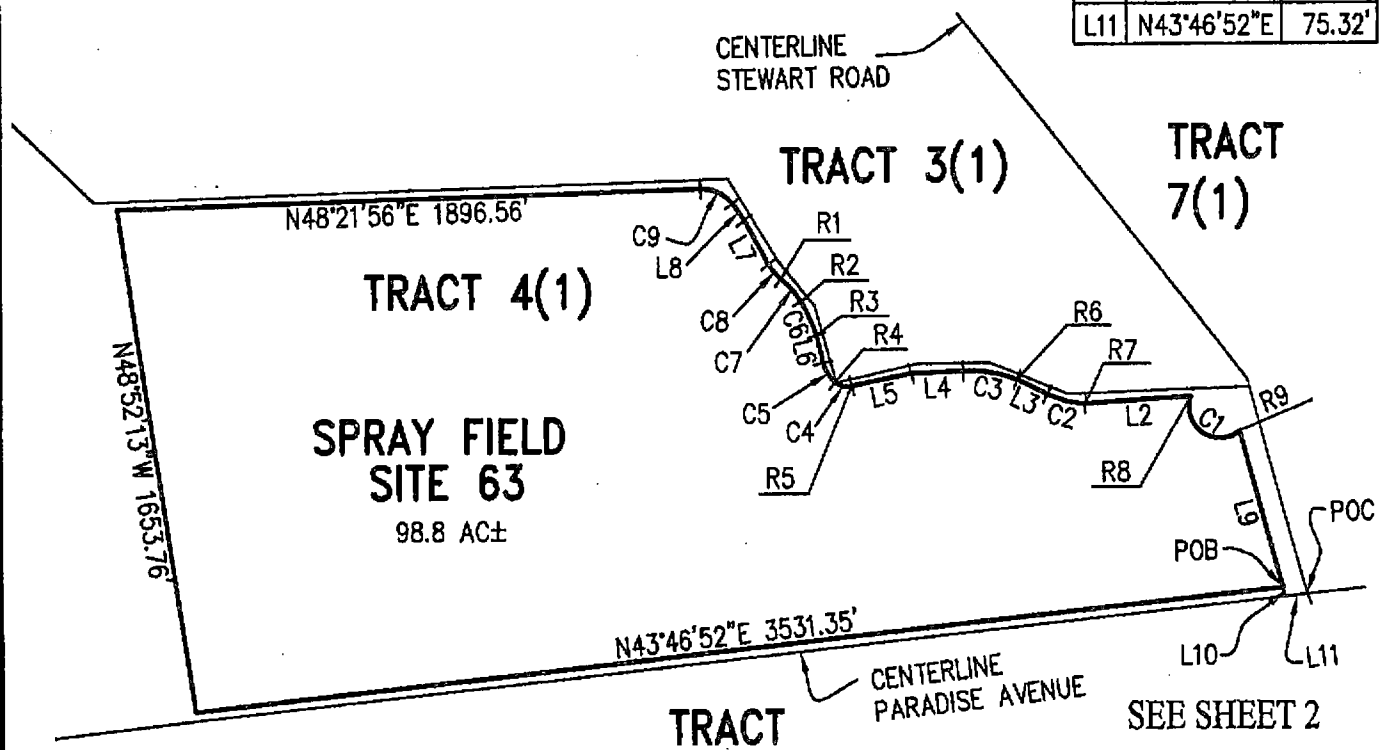 L11 N43°46'52"E 75.32'
CENTERLINE
STEWART ROAD
TRACT 3(1)
TRACT
7(1)
N48°21'56"E 1896.56'
C9
L8
L7
R1
R2
R3
TRACT 4(1)
C8
C7
C6
L6
R4
R6
R7
C5
C4
L5
L4
C3
L3
C2
L2
C1
R9
R5
R8
N48°52'13"W 1653.76'
SPRAY FIELD
SITE 63
98.8 AC±
L9
POC
POB
N43°46'52"E 3531.35'
L10
L11
CENTERLINE
PARADISE AVENUE
SEE SHEET 2
TRACT